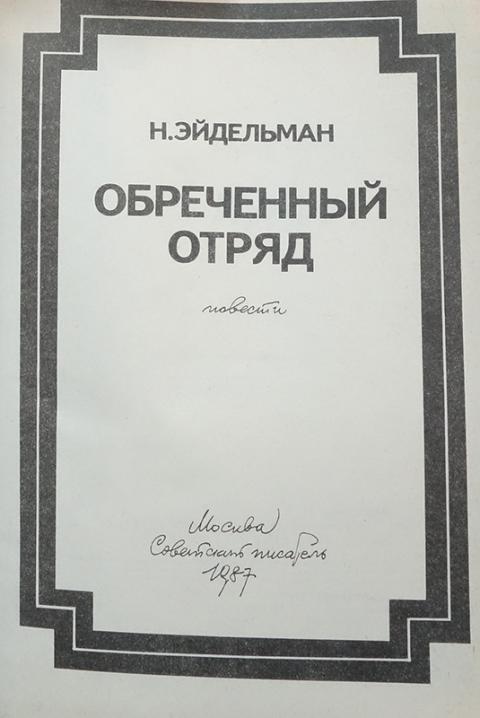 Н.ЭЙДЕЛЬМАН
ОБРЕЧЕННЫЙ
ОТРЯД
повести
Москва
Советский писатель
1987